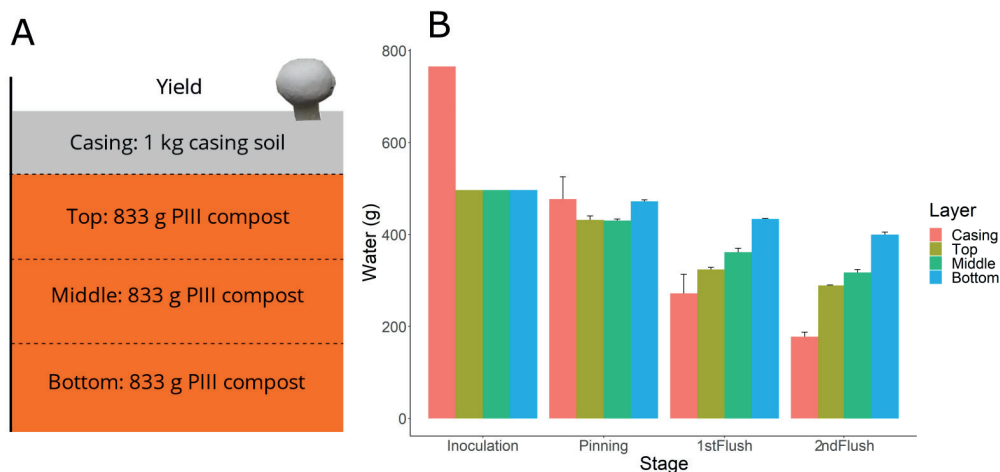 A
Yield
Casing: 1 kg casing soil
Top: 833 g PIII compost
Middle: 833 g PIII compost
Bottom: 833 g PIII compost
B
800
600
400
200
0
Water (g)
Inoculation Pinning 1stFlush 2ndFlush
Stage
Layer
Casing
Top
Middle
Bottom